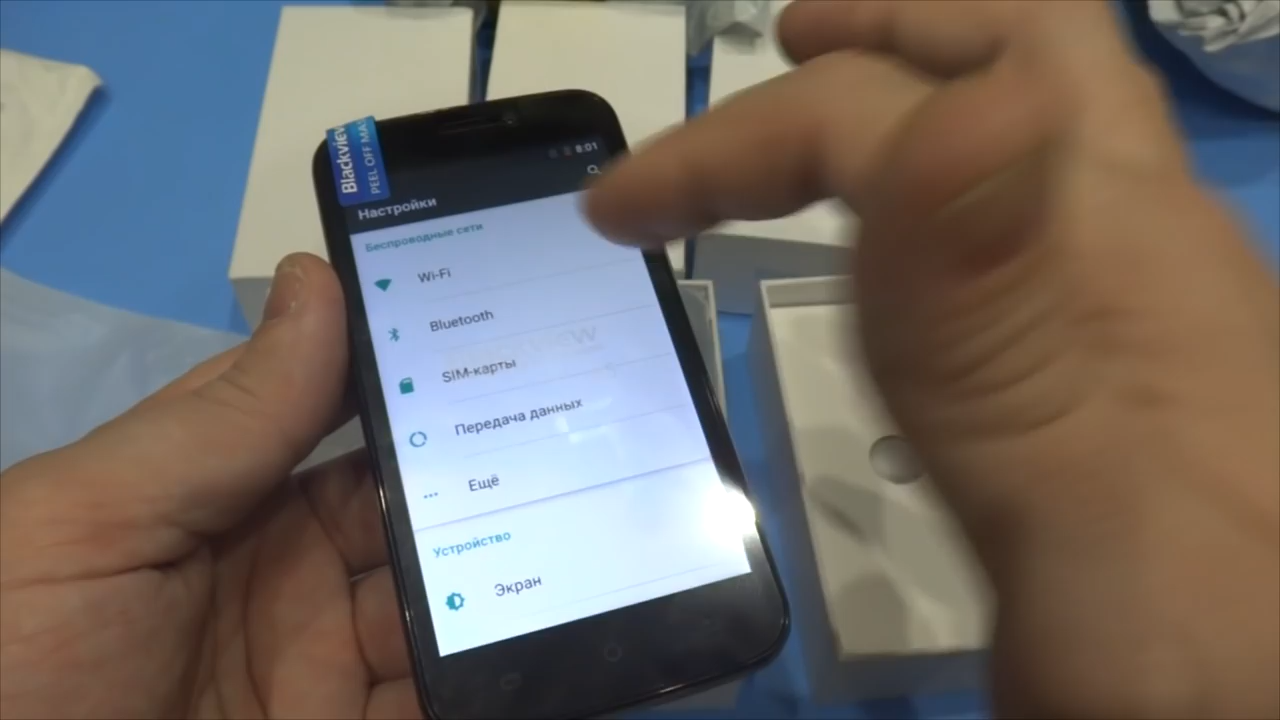 Blackview
PEEL OFF MAS
8:01
Настройки
Беспроводные сети
Wi-Fi
Bluetooth
SIM-карты
Передача данных
Ещё
Устройство
Экран